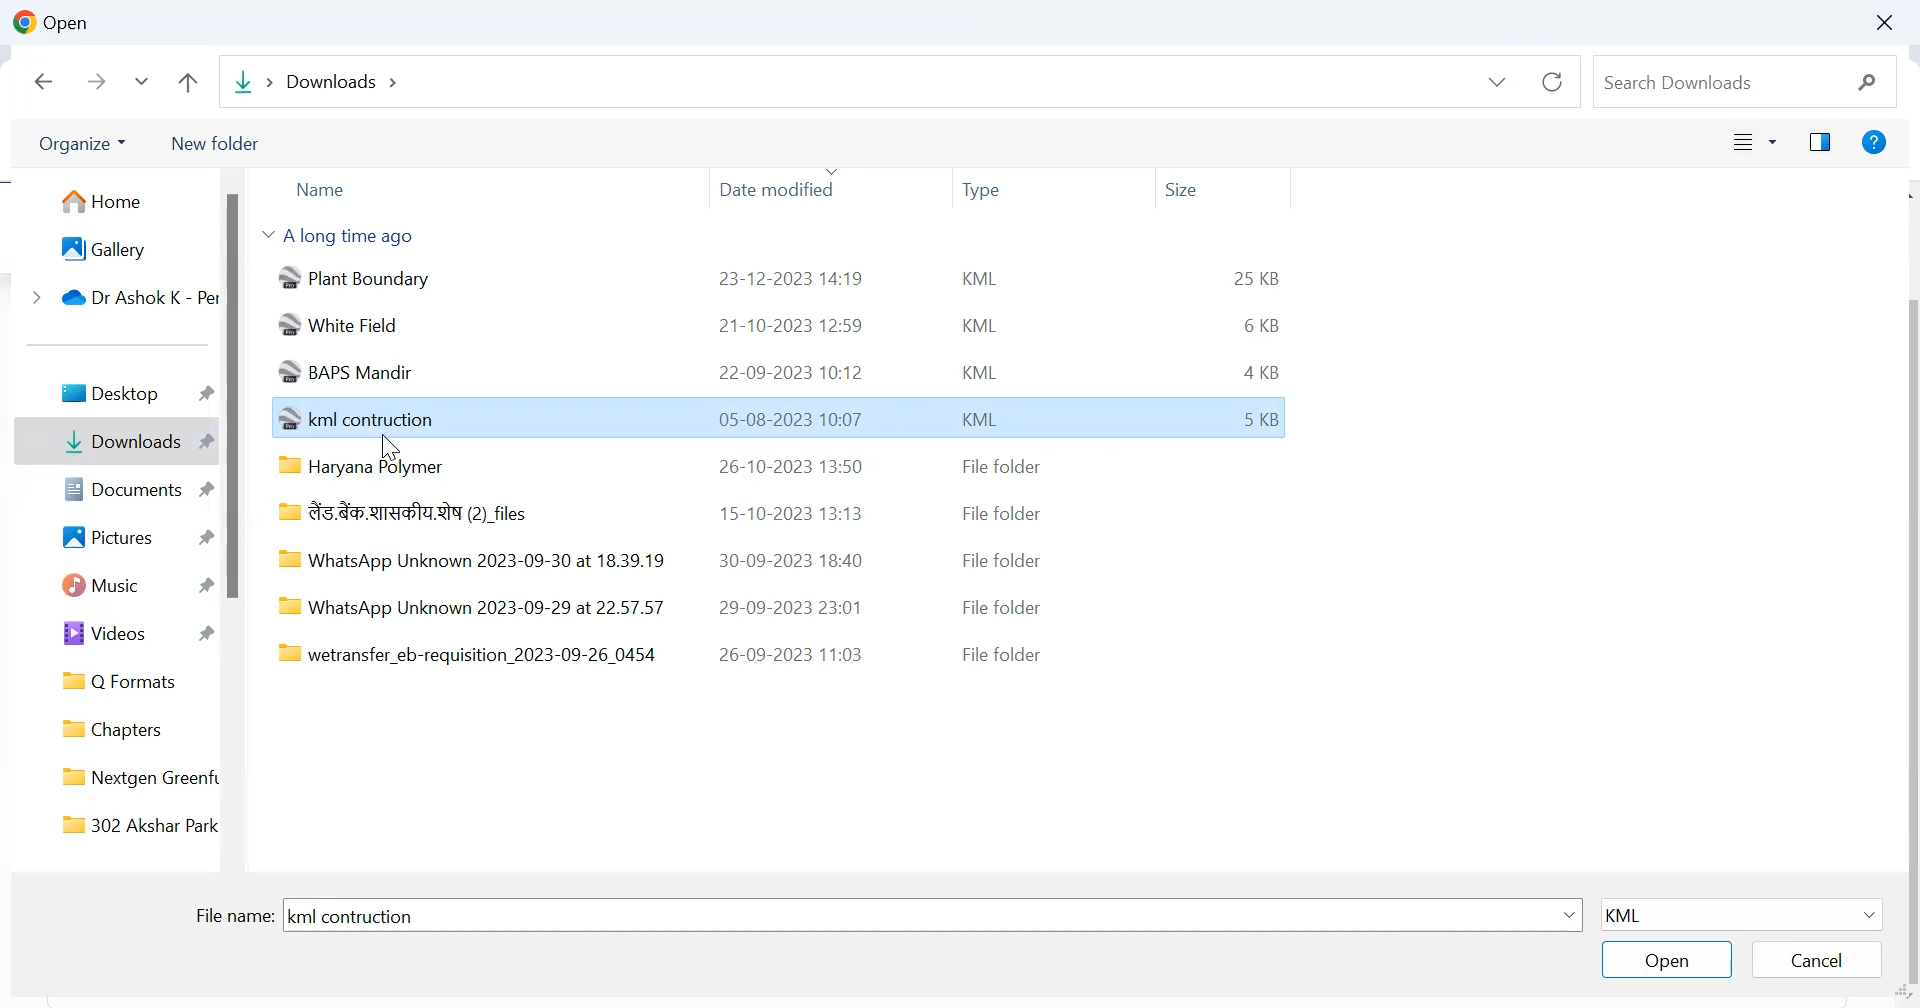 Open
Downloads
Search Downloads
Organize
New folder
Name Date modified Type Size
Home
Gallery
Dr Ashok K - Per
Desktop
Downloads
Documents
Pictures
Music
Videos
Q Formats
Chapters
Nextgen Greenfu
302 Akshar Park
A long time ago
Plant Boundary 23-12-2023 14:19 KML 25 KB
White Field 21-10-2023 12:59 KML 6 KB
BAPS Mandir 22-09-2023 10:12 KML 4 KB
kml contruction 05-08-2023 10:07 KML 5 KB
Haryana Polymer 26-10-2023 13:50 File folder
लैंड.बैंक.शासकीय.शेष (2)_files 15-10-2023 13:13 File folder
WhatsApp Unknown 2023-09-30 at 18.39.19 30-09-2023 18:40 File folder
WhatsApp Unknown 2023-09-29 at 22.57.57 29-09-2023 23:01 File folder
wetransfer_eb-requisition_2023-09-26_0454 26-09-2023 11:03 File folder
File name: kml contruction KML
Open Cancel